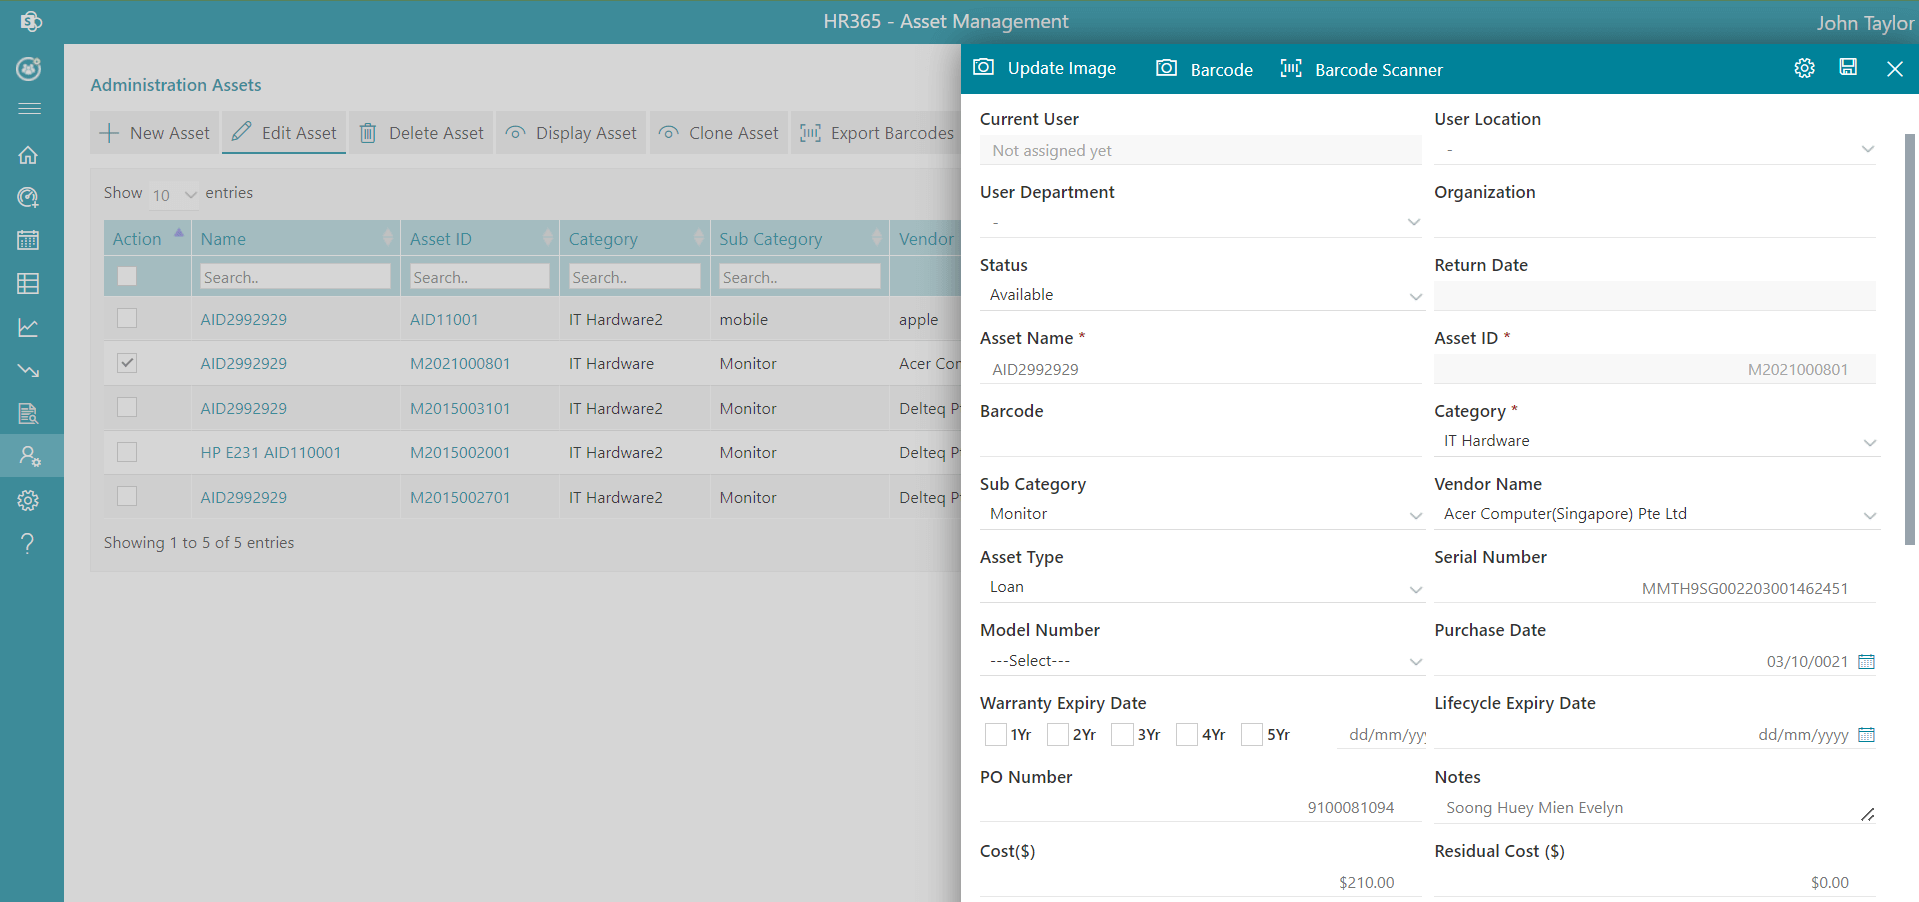 HR365 - Asset Management
John Taylor
Administration Assets
New Asset
Edit Asset
Delete Asset
Display Asset
Clone Asset
Export Barcodes
Show 10 entries
Action Name Asset ID Category Sub Category Vendor
Search.. Search.. Search.. Search..
AID2992929 AID11001 IT Hardware2 mobile apple
AID2992929 M2021000801 IT Hardware Monitor Acer Con
AID2992929 M2015003101 IT Hardware2 Monitor Delteq P
HP E231 AID110001 M2015002001 IT Hardware2 Monitor Delteq P
AID2992929 M2015002701 IT Hardware2 Monitor Delteq P
Showing 1 to 5 of 5 entries
Update Image
Barcode
Barcode Scanner
Current User
Not assigned yet
User Location
-
User Department
-
Organization
Status
Available
Return Date
Asset Name *
AID2992929
Asset ID *
M2021000801
Barcode
Category *
IT Hardware
Sub Category
Monitor
Vendor Name
Acer Computer(Singapore) Pte Ltd
Asset Type
Loan
Serial Number
MMTH9SG002203001462451
Model Number
---Select---
Purchase Date
03/10/0021
Warranty Expiry Date
1Yr 2Yr 3Yr 4Yr 5Yr dd/mm/yyy
Lifecycle Expiry Date
dd/mm/yyyy
PO Number
9100081094
Notes
Soong Huey Mien Evelyn
Cost($)
$210.00
Residual Cost ($)
$0.00